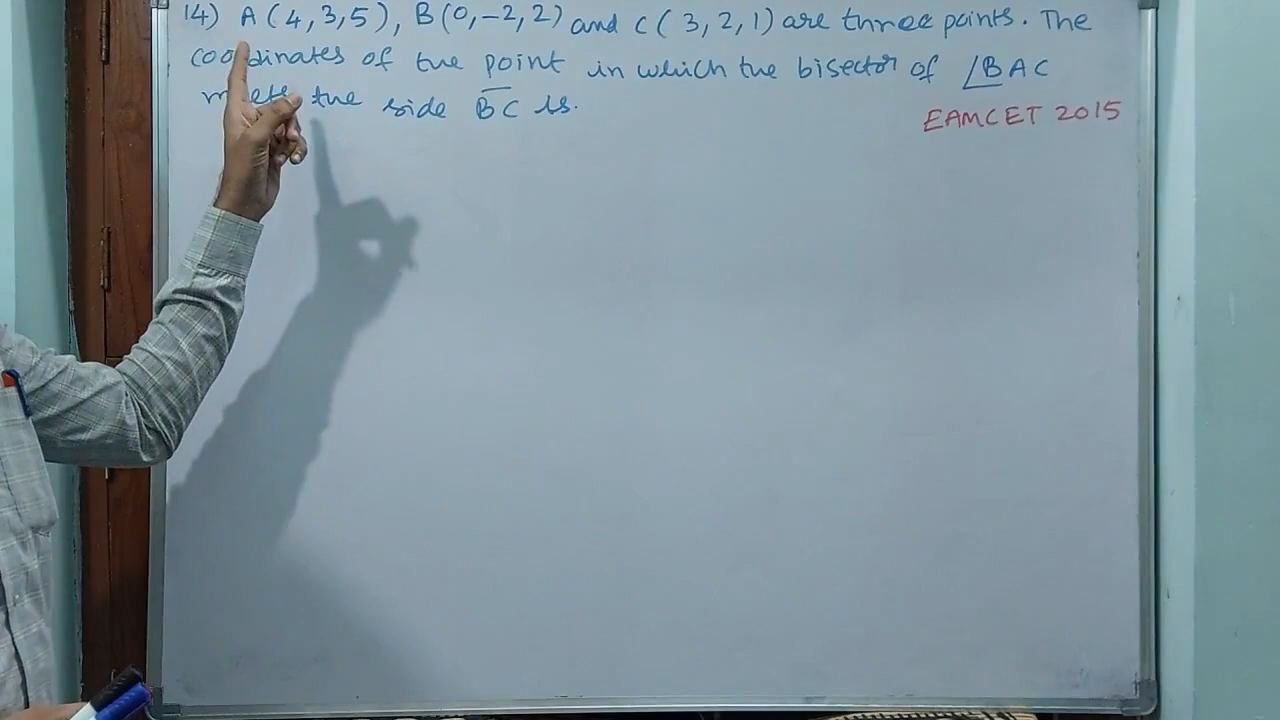 14) A (4,3,5), B(0,-2,2) and C( 3,2,1) are three points. The
coordinates of the point in which the bisector of ∠BAC
meets the side B̅C̅ is.
EAMCET 2015